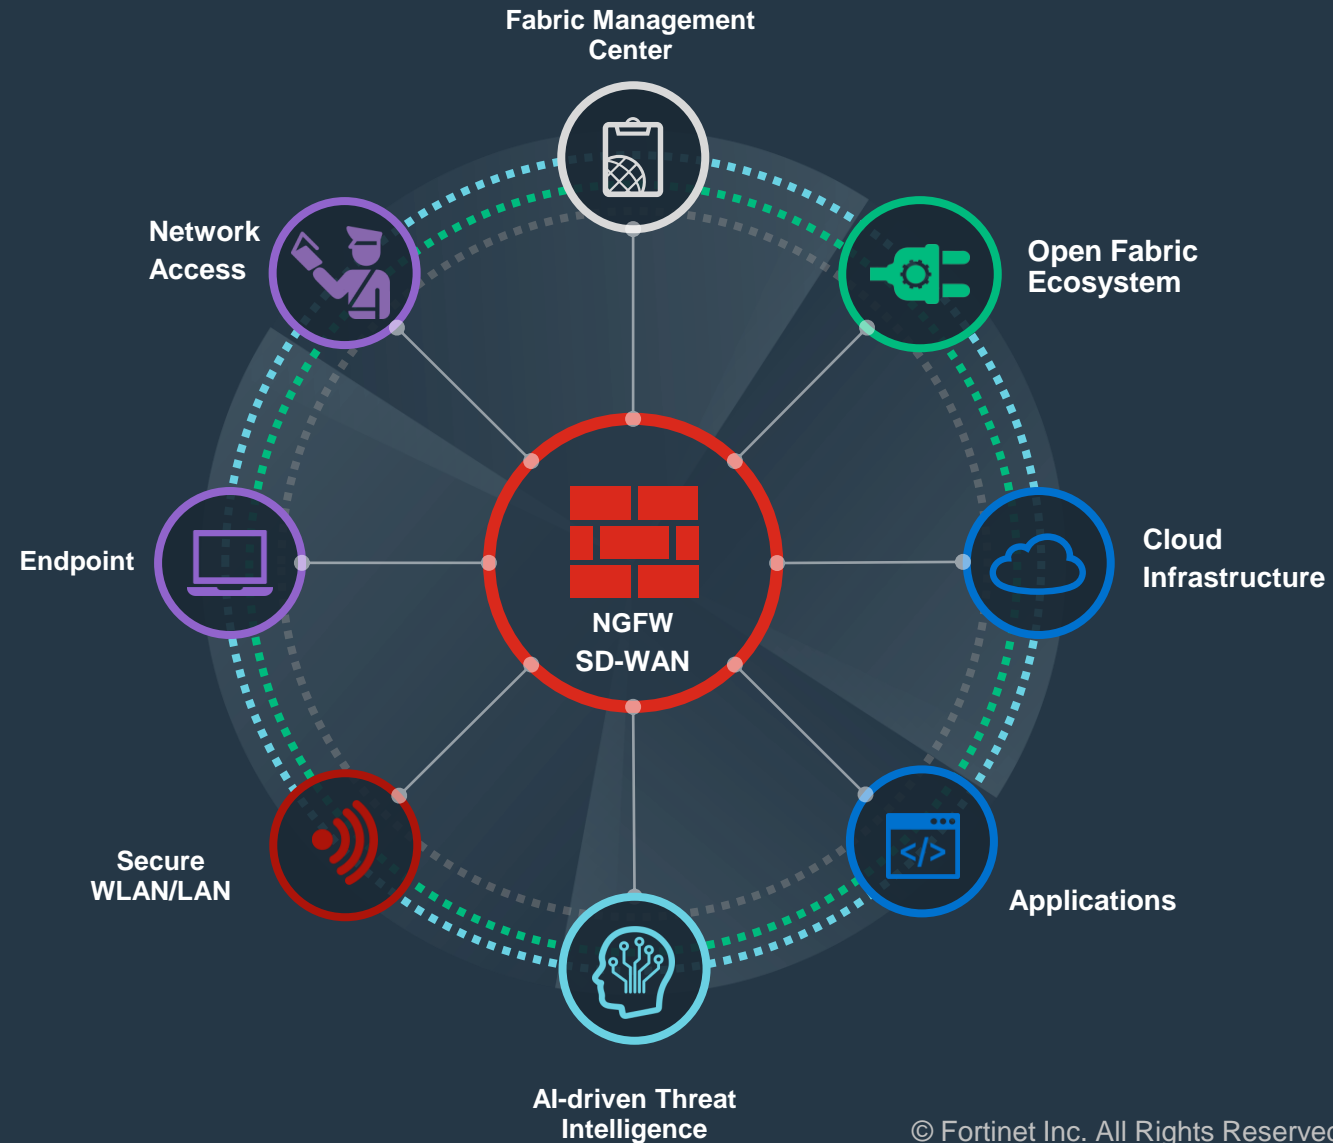 Fabric Management
Center
Network
Access
Open Fabric
Ecosystem
Endpoint
Cloud
Infrastructure
NGFW
SD-WAN
</>
Secure
WLAN/LAN
Applications
AI-driven Threat
Intelligence
© Fortinet Inc. All Rights Reserved